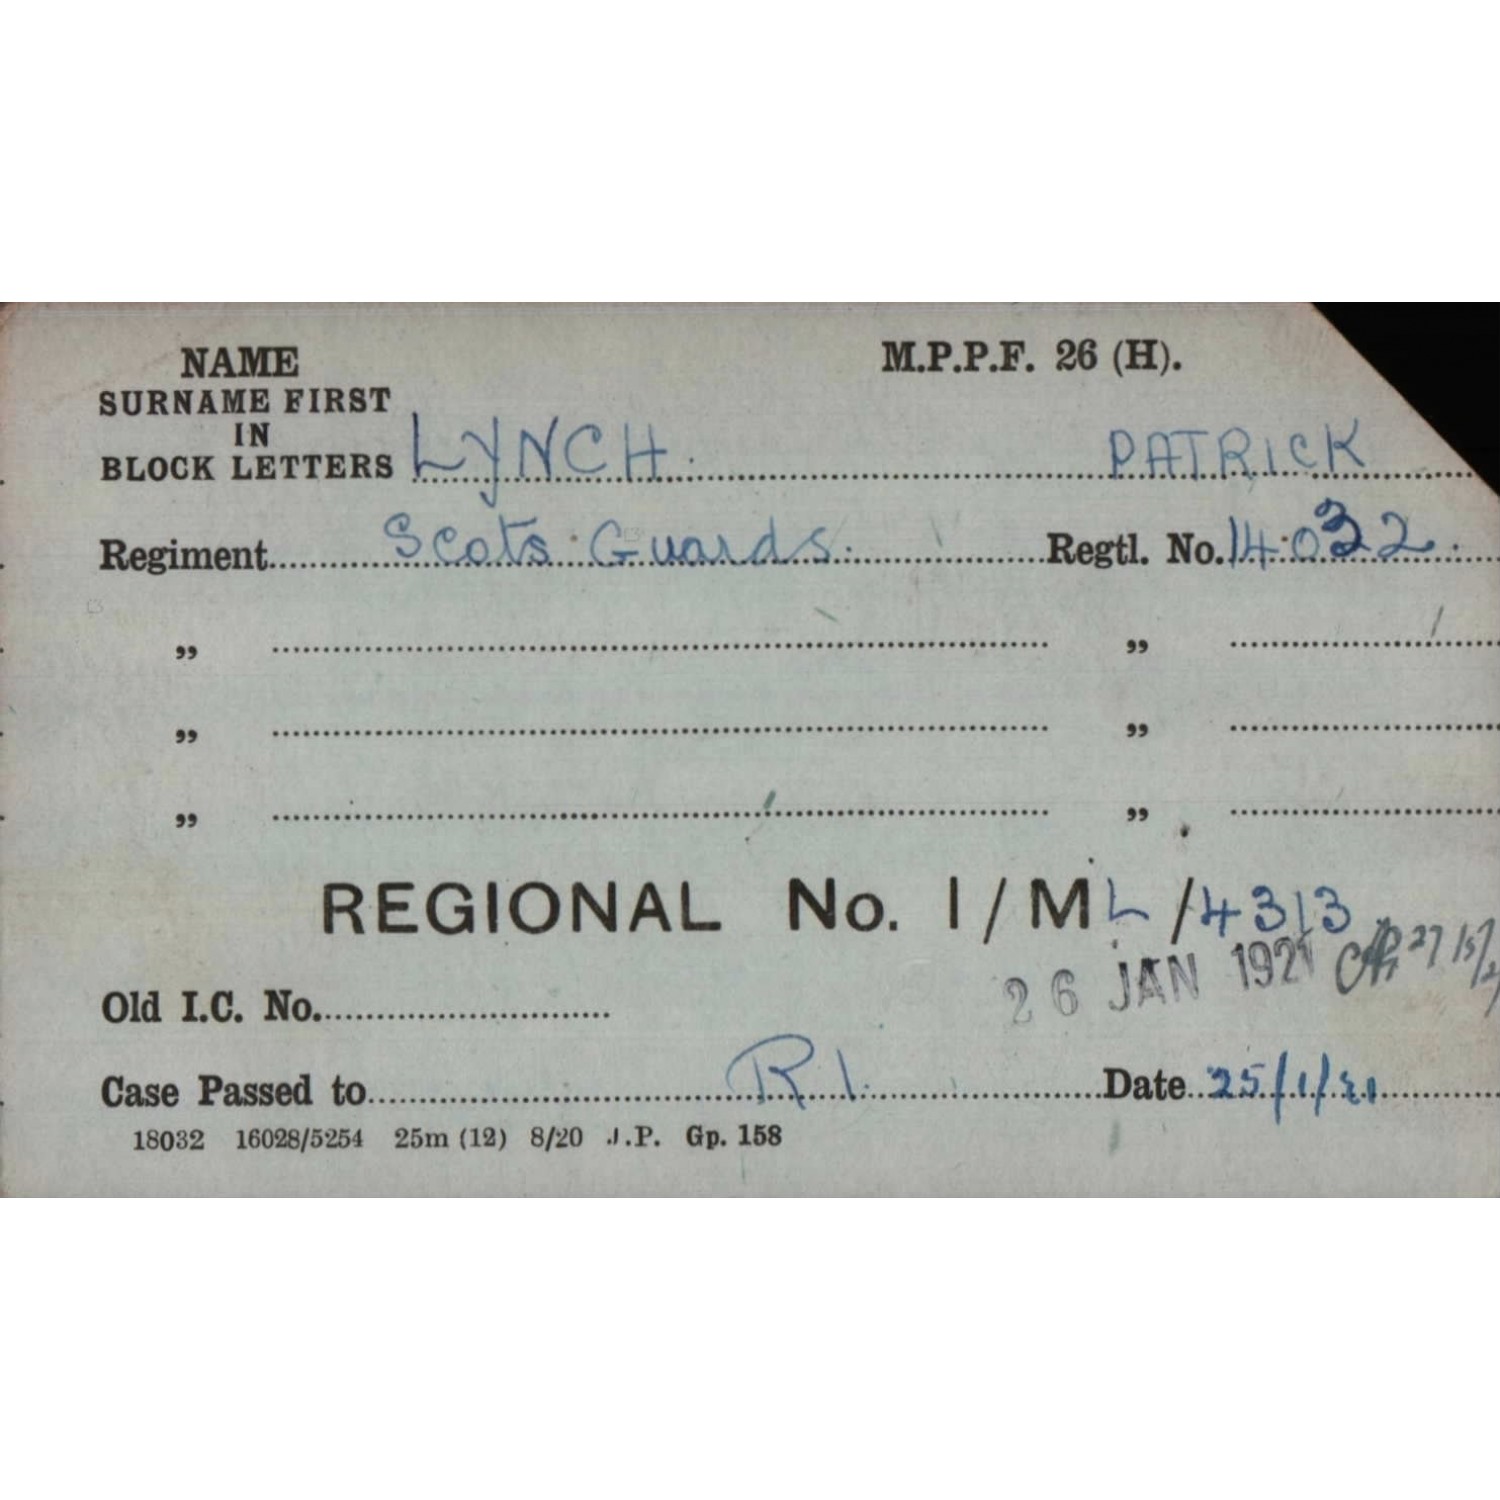 NAME
M.P.P.F. 26 (H).
SURNAME FIRST
IN
BLOCK LETTERS LYNCH PATRICK
Regiment Scots Guards Regtl. No. 14032
„ „
„ „
„ „
REGIONAL No. 1/ML/4313
26 JAN 1921 27
Old I.C. No.
Case Passed to R 1 Date 25/1/21
18032 16028/5254 25m (12) 8/20 J.P. Gp. 158